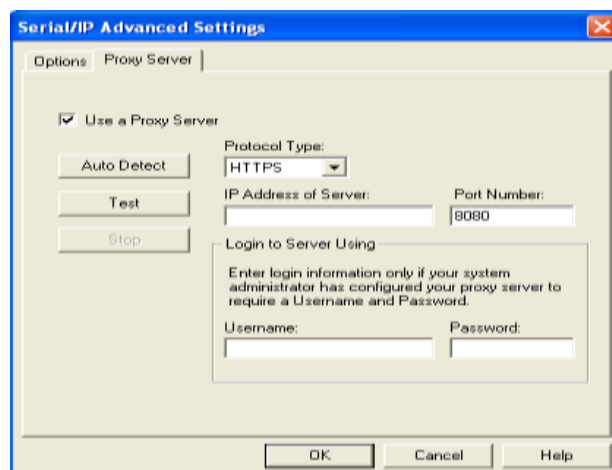 Serial/IP Advanced Settings
Options Proxy Server
Use a Proxy Server
Protocol Type:
Auto Detect
HTTPS
IP Address of Server: Port Number:
Test
8080
Stop
Login to Server Using
Enter login information only if your system
administrator has configured your proxy server to
require a Username and Password.
Username: Password:
OK Cancel Help